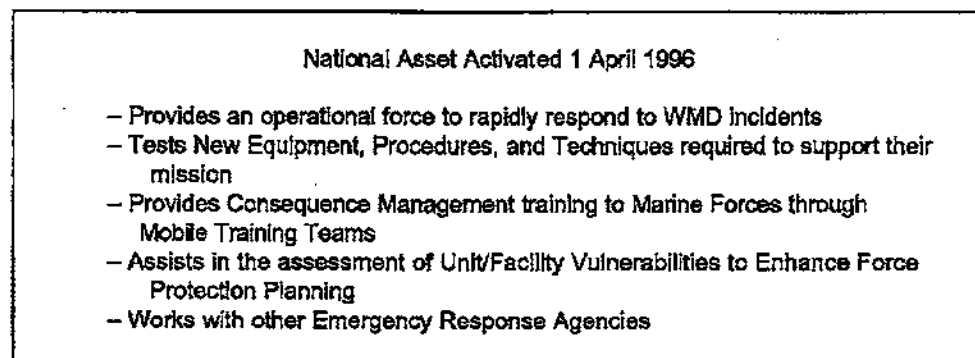 National Asset Activated 1 April 1996
– Provides an operational force to rapidly respond to WMD incidents
– Tests New Equipment, Procedures, and Techniques required to support their
mission
– Provides Consequence Management training to Marine Forces through
Mobile Training Teams
– Assists in the assessment of Unit/Facility Vulnerabilities to Enhance Force
Protection Planning
– Works with other Emergency Response Agencies